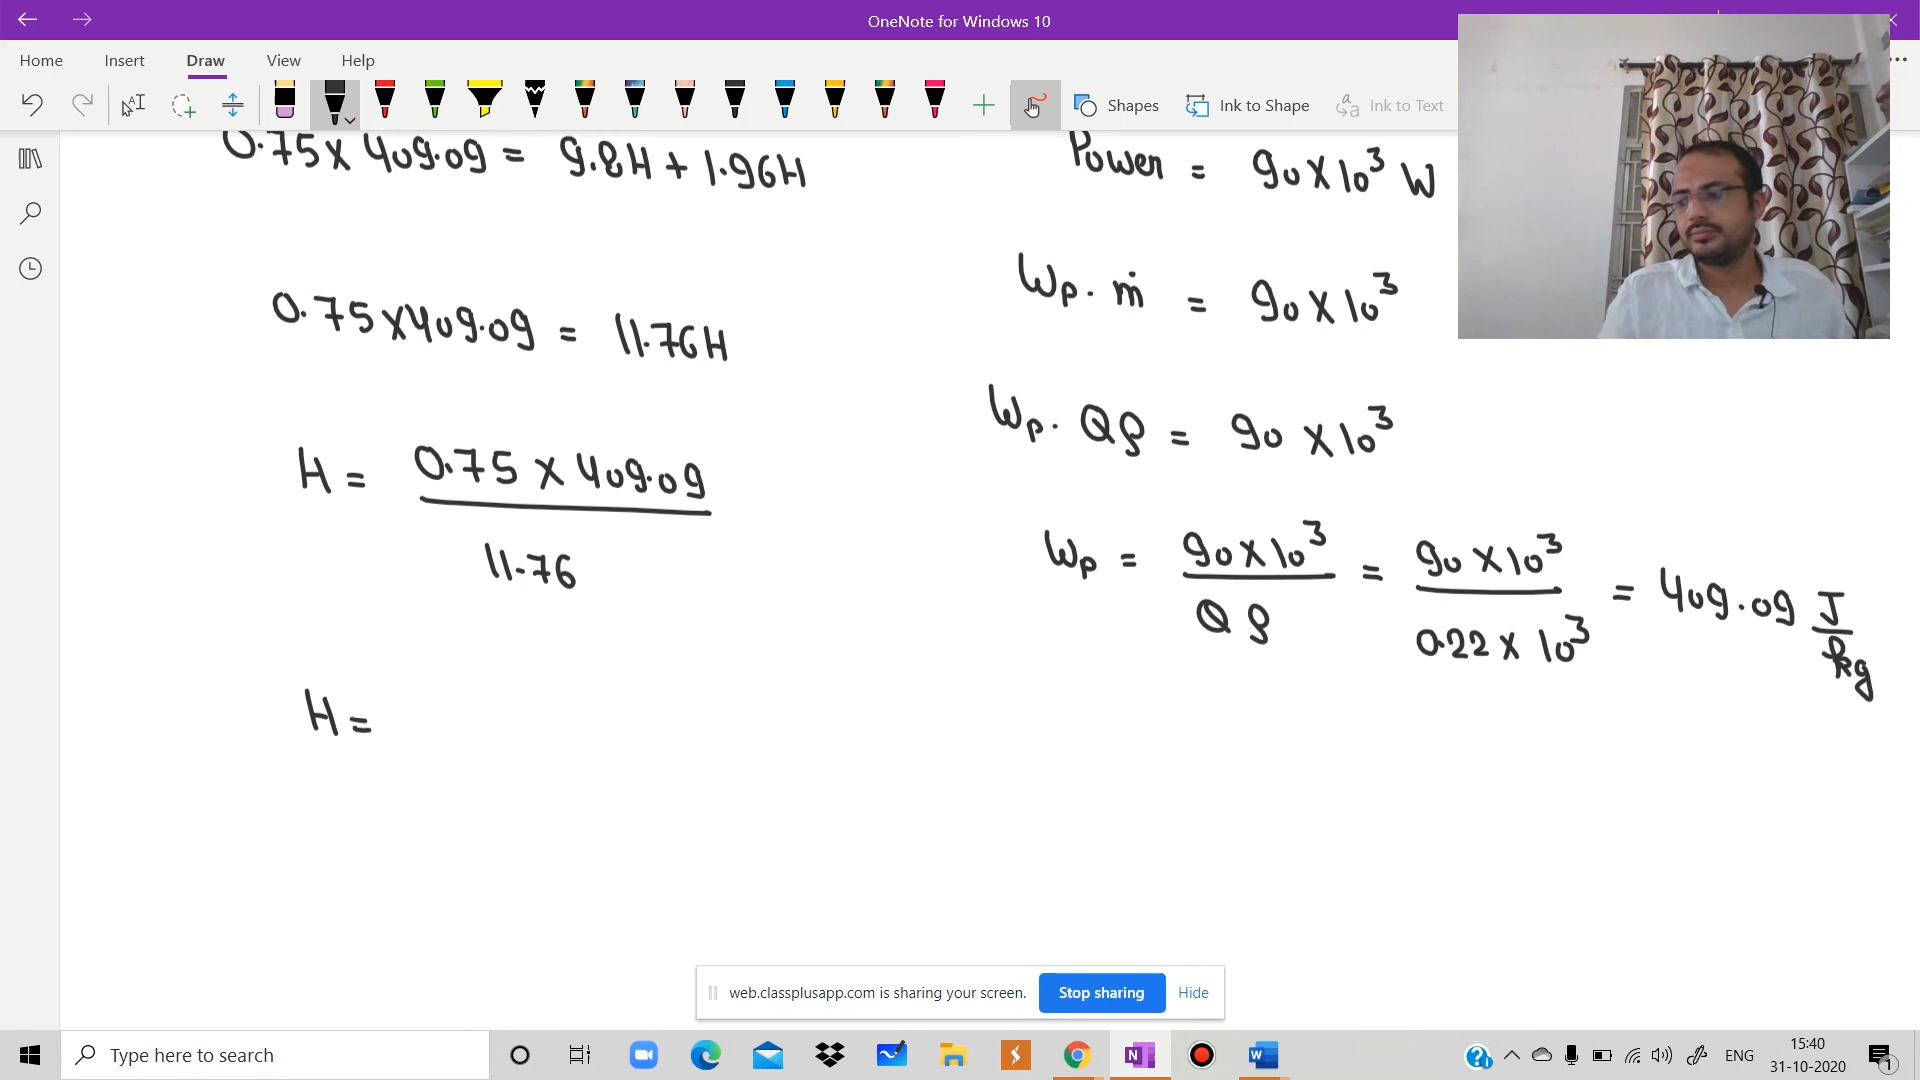 OneNote for Windows 10
Home Insert Draw View Help
Shapes Ink to Shape Ink to Text
0.75 × 409.09 = 9.8H + 1.96H
0.75 × 409.09 = 11.76H
H = 0.75 × 409.09
11.76
H =
Power = 90 × 10³ W
Wp . ṁ = 90 × 10³
Wp . Qρ = 90 × 10³
Wp = 90 × 10³ = 90 × 10³ = 409.09 J
Qρ 0.22 × 10³ kg
web.classplusapp.com is sharing your screen. Stop sharing Hide
Type here to search
ENG
15:40
31-10-2020
1